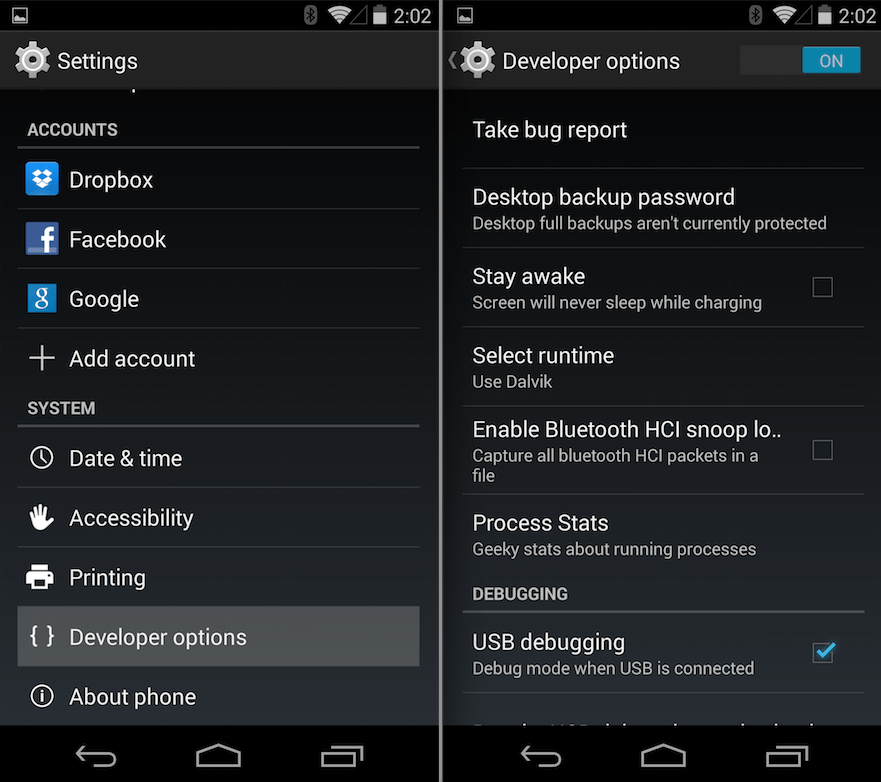 2:02
Settings
ACCOUNTS
Dropbox
Facebook
Google
Add account
SYSTEM
Date & time
Accessibility
Printing
{ } Developer options
About phone
2:02
Developer options
ON
Take bug report
Desktop backup password
Desktop full backups aren't currently protected
Stay awake
Screen will never sleep while charging
Select runtime
Use Dalvik
Enable Bluetooth HCI snoop lo..
Capture all bluetooth HCI packets in a
file
Process Stats
Geeky stats about running processes
DEBUGGING
USB debugging
Debug mode when USB is connected